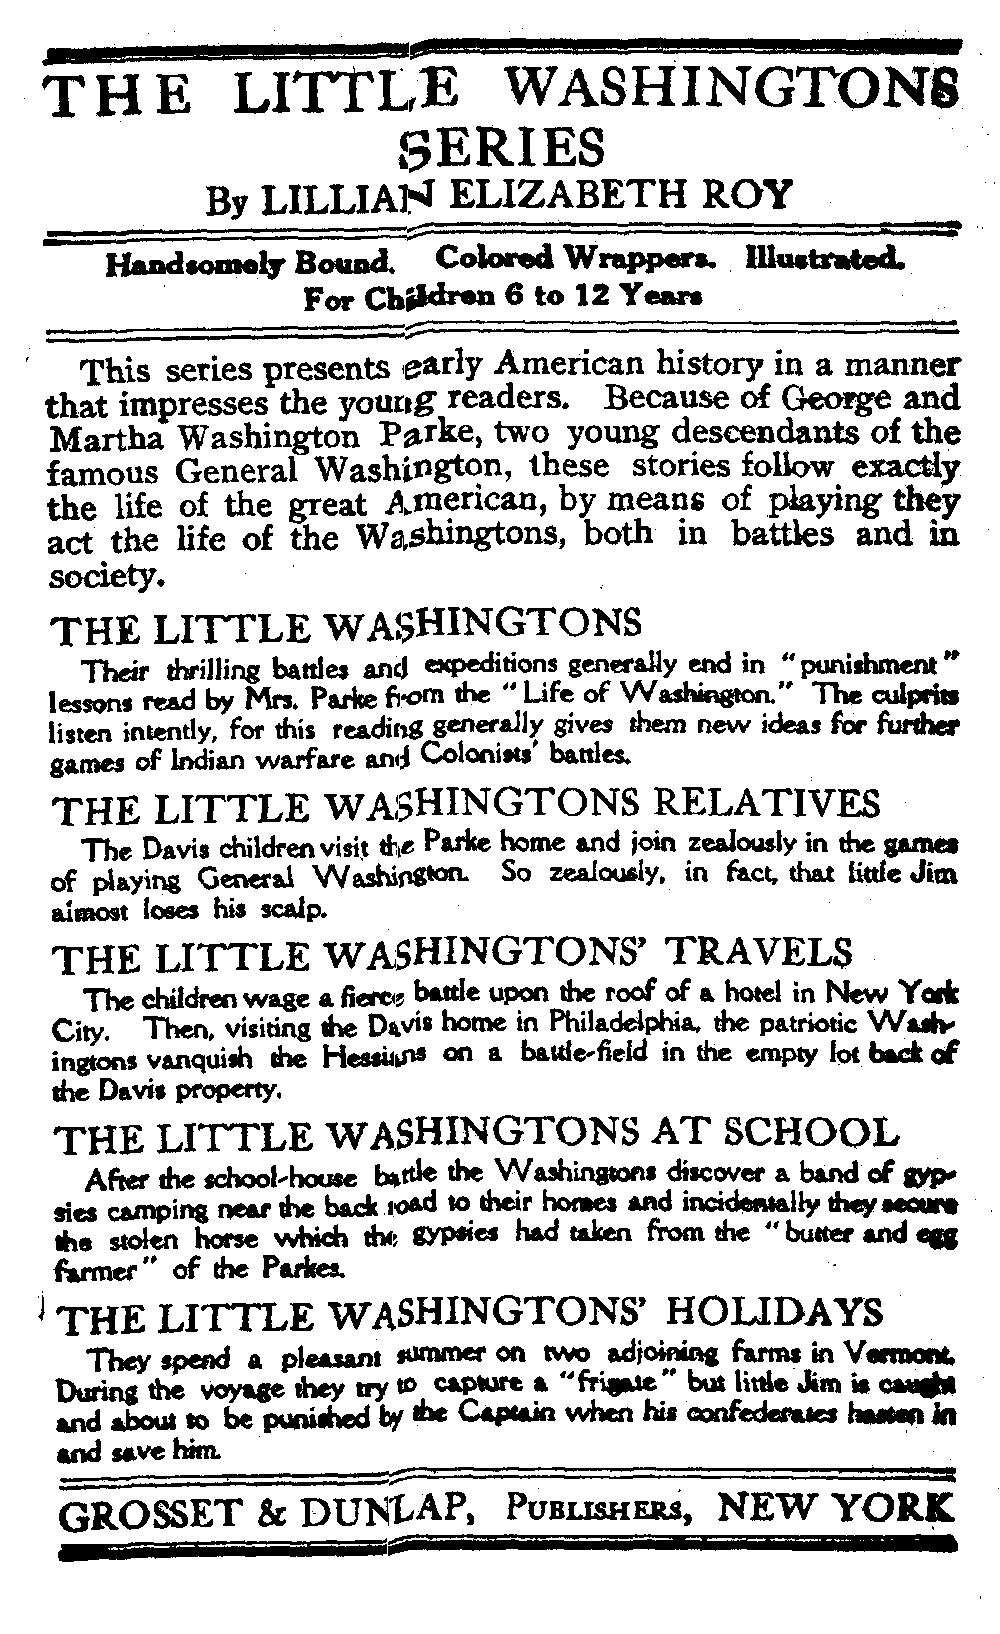 THE LITTLE WASHINGTONS
SERIES
By LILLIAN ELIZABETH ROY
Handsomely Bound. Colored Wrappers. Illustrated.
For Children 6 to 12 Years
This series presents early American history in a manner
that impresses the young readers. Because of George and
Martha Washington Parke, two young descendants of the
famous General Washington, these stories follow exactly
the life of the great American, by means of playing they
act the life of the Washingtons, both in battles and in
society.
THE LITTLE WASHINGTONS
Their thrilling battles and expeditions generally end in "punishment"
lessons read by Mrs. Parke from the "Life of Washington." The culprits
listen intently, for this reading generally gives them new ideas for further
games of Indian warfare and Colonists' battles.
THE LITTLE WASHINGTONS RELATIVES
The Davis children visit the Parke home and join zealously in the games
of playing General Washington. So zealously, in fact, that little Jim
almost loses his scalp.
THE LITTLE WASHINGTONS' TRAVELS
The children wage a fierce battle upon the roof of a hotel in New York
City. Then, visiting the Davis home in Philadelphia, the patriotic Wash-
ingtons vanquish the Hessians on a battle-field in the empty lot back of
the Davis property.
THE LITTLE WASHINGTONS AT SCHOOL
After the school-house battle the Washingtons discover a band of gyp-
sies camping near the back road to their homes and incidentally they secure
the stolen horse which the gypsies had taken from the "butter and egg
farmer" of the Parkes.
THE LITTLE WASHINGTONS' HOLIDAYS
They spend a pleasant summer on two adjoining farms in Vermont.
During the voyage they try to capture a "frigate" but little Jim is caught
and about to be punished by the Captain when his confederates hasten in
and save him.
GROSSET & DUNLAP, PUBLISHERS, NEW YORK